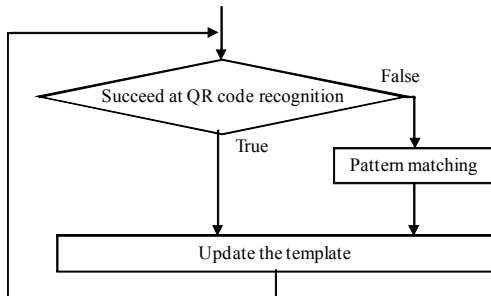 False
Succeed at QR code recognition
True
Pattern matching
Update the template